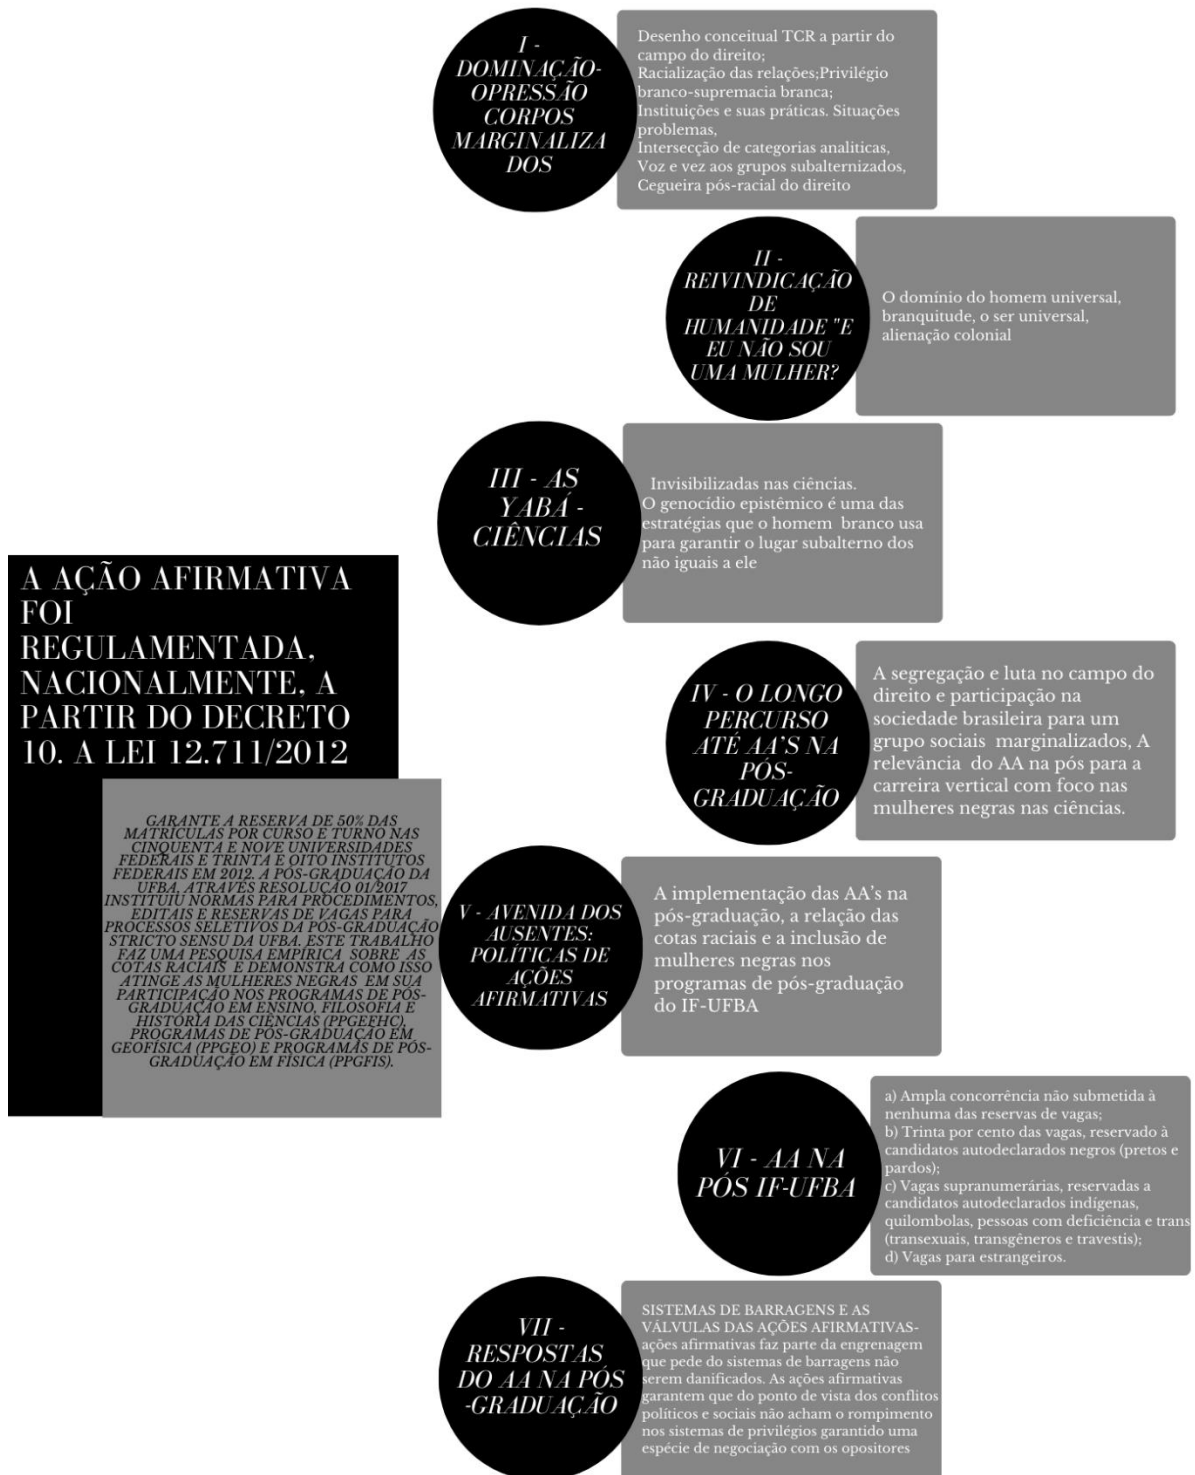 I -
DOMINAÇÃO-
OPRESSÃO
CORPOS
MARGINALIZA
DOS
Desenho conceitual TCR a partir do
campo do direito;
Racialização das relações;Privilégio
branco-supremacia branca;
Instituições e suas práticas. Situações
problemas,
Intersecção de categorias analiticas,
Voz e vez aos grupos subalternizados,
Cegueira pós-racial do direito
II -
REIVINDICAÇÃO
DE
HUMANIDADE "E
EU NÃO SOU
UMA MULHER?
O domínio do homem universal,
branquitude, o ser universal,
alienação colonial
III - AS
YABÁ -
CIÊNCIAS
Invisibilizadas nas ciências.
O genocídio epistêmico é uma das
estratégias que o homem branco usa
para garantir o lugar subalterno dos
não iguais a ele
A AÇÃO AFIRMATIVA
FOI
REGULAMENTADA,
NACIONALMENTE, A
PARTIR DO DECRETO
10. A LEI 12.711/2012
GARANTE A RESERVA DE 50% DAS
MATRÍCULAS POR CURSO E TURNO NAS
CINQUENTA E NOVE UNIVERSIDADES
FEDERAIS E TRINTA E OITO INSTITUTOS
FEDERAIS EM 2012. A PÓS-GRADUAÇÃO DA
UFBA, ATRAVÉS RESOLUÇÃO 01/2017
INSTITUIU NORMAS PARA PROCEDIMENTOS,
EDITAIS E RESERVAS DE VAGAS PARA
PROCESSOS SELETIVOS DA PÓS-GRADUAÇÃO
STRICTO SENSU DA UFBA. ESTE TRABALHO
FAZ UMA PESQUISA EMPÍRICA SOBRE AS
COTAS RACIAIS E DEMONSTRA COMO ISSO
ATINGE AS MULHERES NEGRAS EM SUA
PARTICIPAÇÃO NOS PROGRAMAS DE PÓS-
GRADUAÇÃO EM ENSINO, FILOSOFIA E
HISTÓRIA DAS CIÊNCIAS (PPGEFHC),
PROGRAMAS DE PÓS-GRADUAÇÃO EM
GEOFÍSICA (PPGEO) E PROGRAMAS DE PÓS-
GRADUAÇÃO EM FÍSICA (PPGFIS).
IV - O LONGO
PERCURSO
ATÉ AA'S NA
PÓS-
GRADUAÇÃO
A segregação e luta no campo do
direito e participação na
sociedade brasileira para um
grupo sociais marginalizados, A
relevância do AA na pós para a
carreira vertical com foco nas
mulheres negras nas ciências.
V - AVENIDA DOS
AUSENTES:
POLÍTICAS DE
AÇÕES
AFIRMATIVAS
A implementação das AA's na
pós-graduação, a relação das
cotas raciais e a inclusão de
mulheres negras nos
programas de pós-graduação
do IF-UFBA
VI - AA NA
PÓS IF-UFBA
a) Ampla concorrência não submetida à
nenhuma das reservas de vagas;
b) Trinta por cento das vagas, reservado à
candidatos autodeclarados negros (pretos e
pardos);
c) Vagas supranumerárias, reservadas a
candidatos autodeclarados indígenas,
quilombolas, pessoas com deficiência e trans
(transexuais, transgêneros e travestis);
d) Vagas para estrangeiros.
VII -
RESPOSTAS
DO AA NA PÓS
-GRADUAÇÃO
SISTEMAS DE BARRAGENS E AS
VÁLVULAS DAS AÇÕES AFIRMATIVAS-
ações afirmativas faz parte da engrenagem
que pede do sistemas de barragens não
serem danificados. As ações afirmativas
garantem que do ponto de vista dos conflitos
políticos e sociais não acham o rompimento
nos sistemas de privilégios garantido uma
espécie de negociação com os opositores